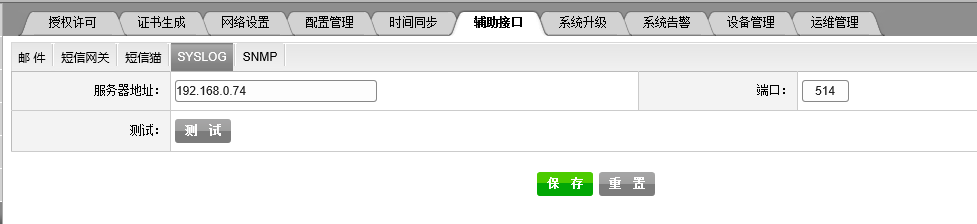 授权许可 证书生成 网络设置 配置管理 时间同步 辅助接口 系统升级 系统告警 设备管理 运维管理
邮 件 短信网关 短信猫 SYSLOG SNMP
服务器地址： 192.168.0.74 端口： 514
测试： 测 试
保 存 重 置